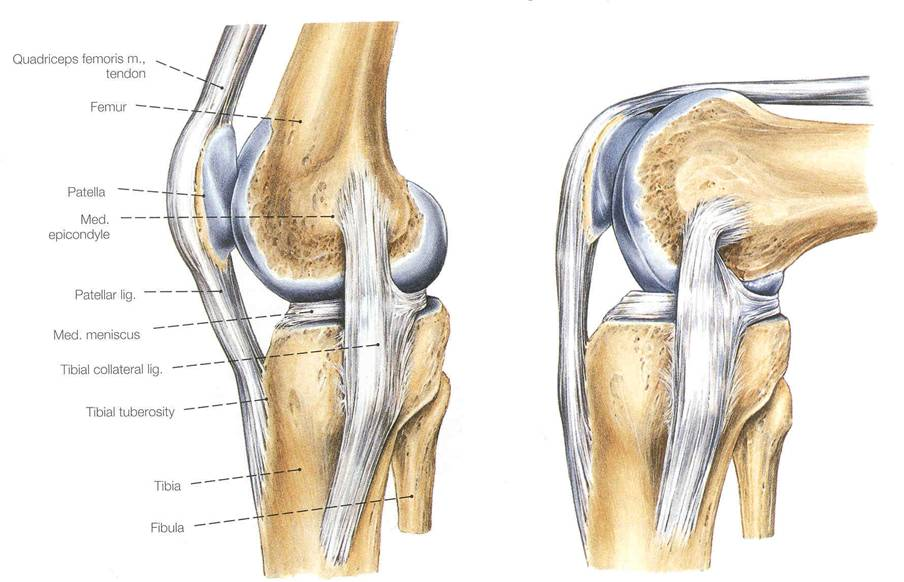 Quadriceps femoris m.,
tendon
Femur
Patella
Med.
epicondyle
Patellar lig.
Med. meniscus
Tibial collateral lig.
Tibial tuberosity
Tibia
Fibula